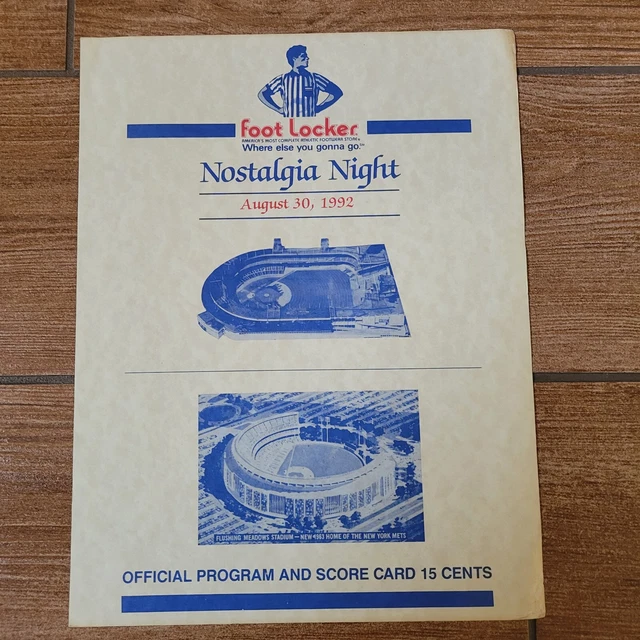 foot Locker
AMERICA'S MOST COMPLETE ATHLETIC FOOTWEAR STORE
Where else you gonna go.™
Nostalgia Night
August 30, 1992
FLUSHING MEADOWS STADIUM — NEW 1963 HOME OF THE NEW YORK METS
OFFICIAL PROGRAM AND SCORE CARD 15 CENTS